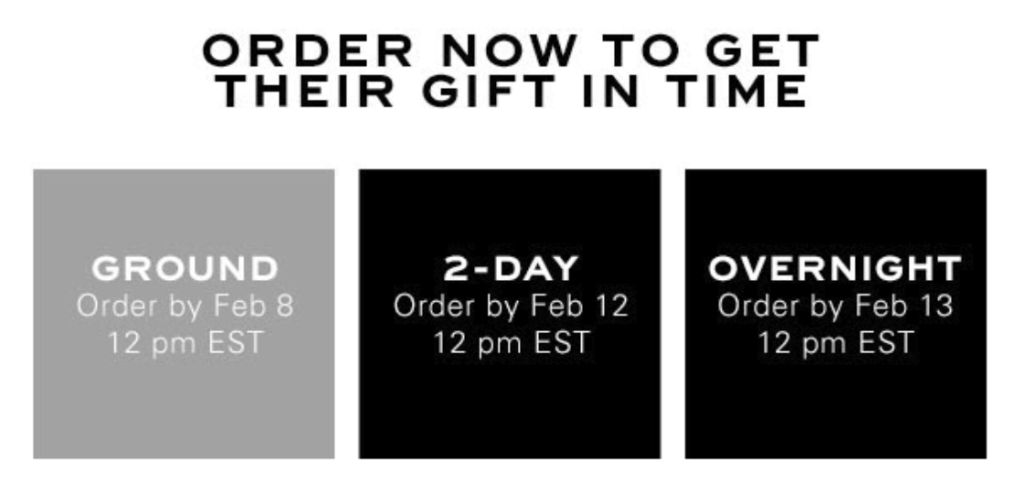 ORDER NOW TO GET
THEIR GIFT IN TIME
GROUND
Order by Feb 8
12 pm EST
2-DAY
Order by Feb 12
12 pm EST
OVERNIGHT
Order by Feb 13
12 pm EST